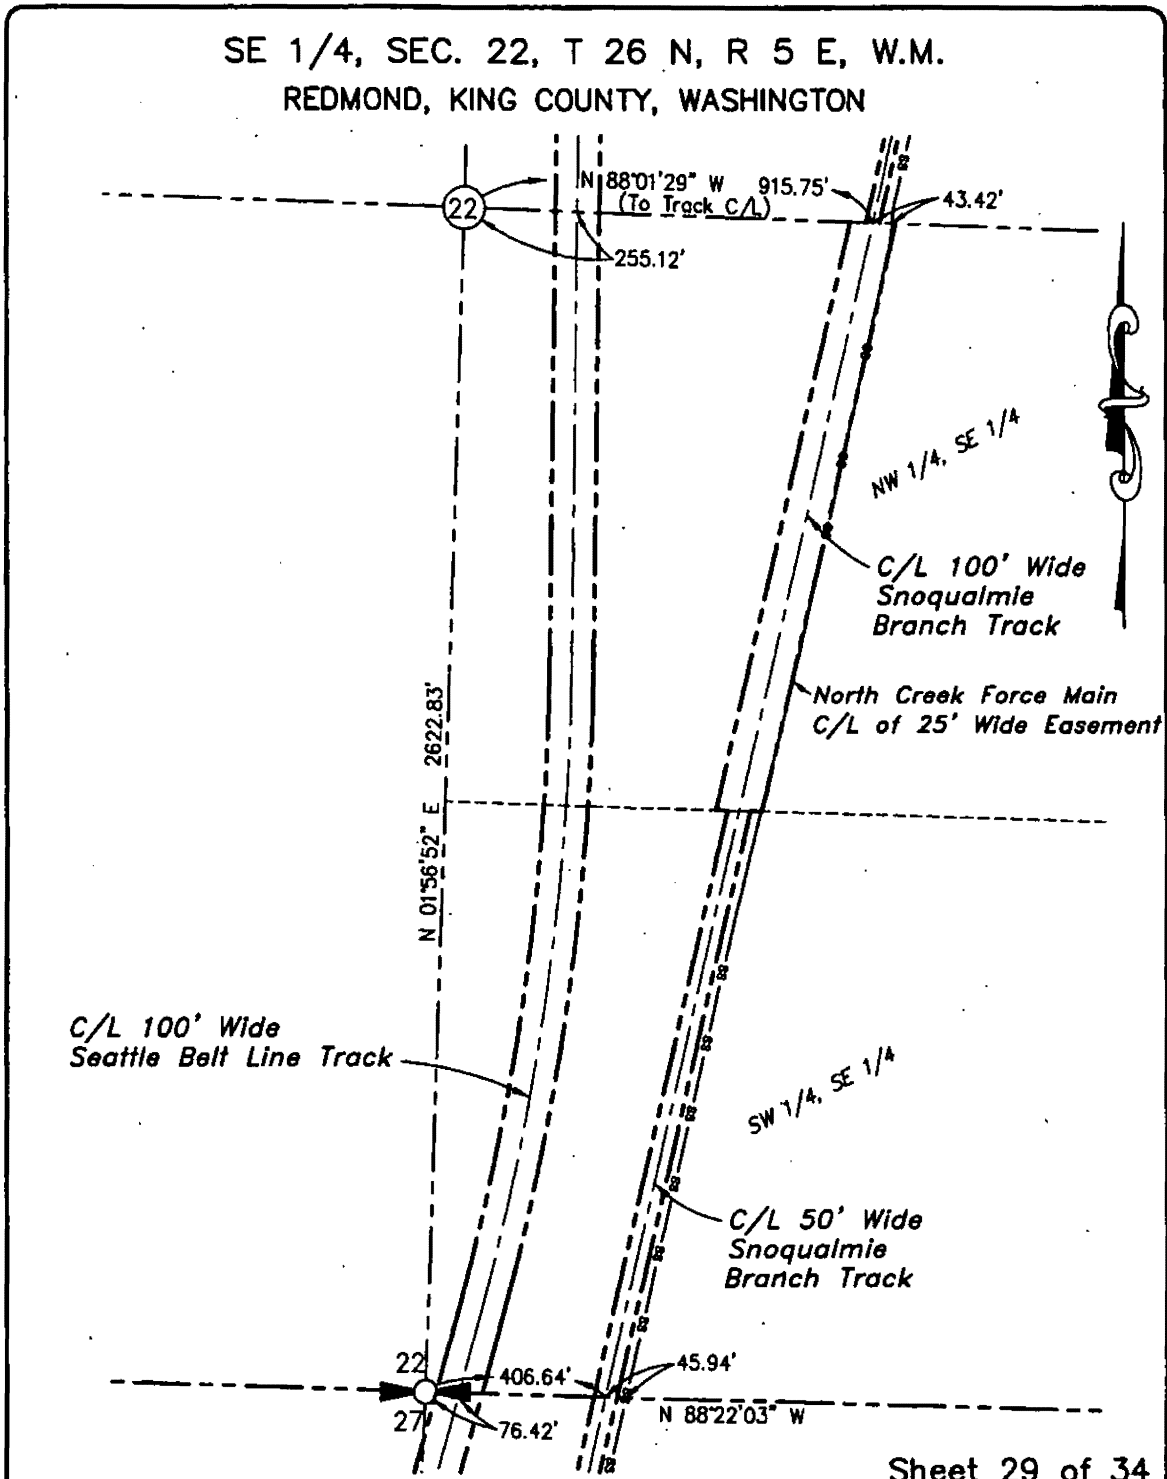 SE 1/4, SEC. 22, T 26 N, R 5 E, W.M.
REDMOND, KING COUNTY, WASHINGTON
N 88°01'29" W
(To Track C/L)
915.75'
43.42'
22
255.12'
NW 1/4, SE 1/4
C/L 100' Wide
Snoqualmie
Branch Track
North Creek Force Main
C/L of 25' Wide Easement
N 01°56'52" E 2622.83'
C/L 100' Wide
Seattle Belt Line Track
SW 1/4, SE 1/4
C/L 50' Wide
Snoqualmie
Branch Track
22
27
406.64'
45.94'
76.42'
N 88°22'03" W
Sheet 29 of 34